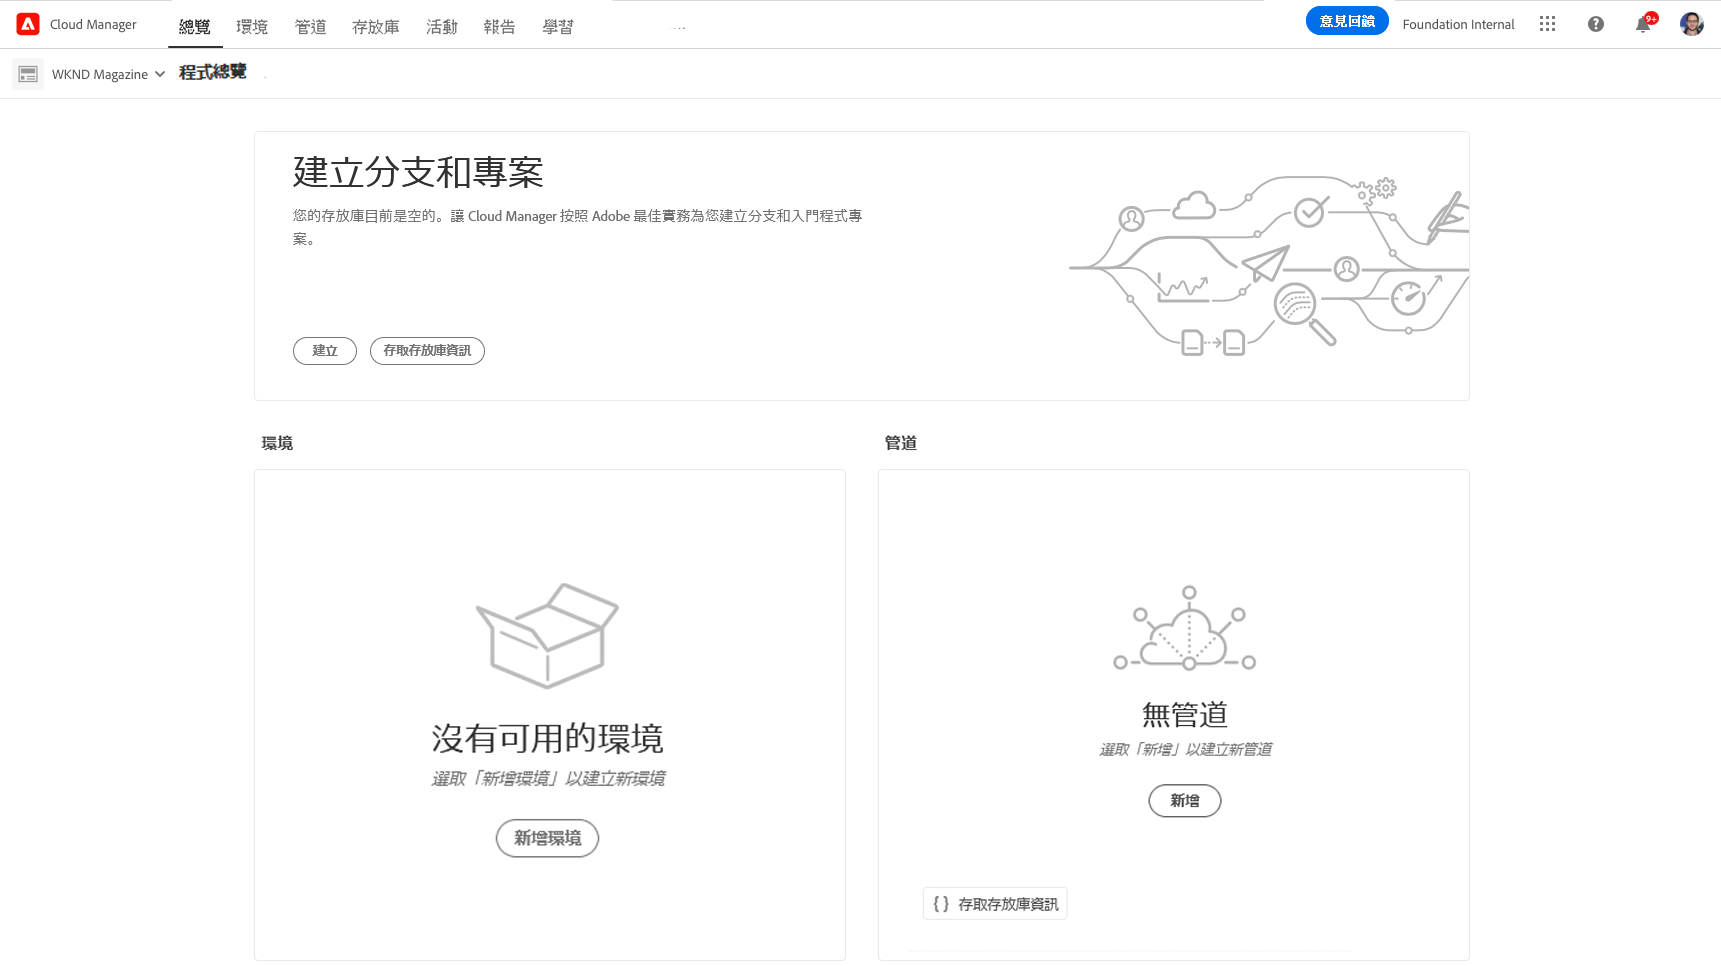 Cloud Manager 總覽 環境 管道 存放庫 活動 報告 學習 ... 意見回饋 Foundation Internal 9+
WKND Magazine 程式總覽
建立分支和專案
您的存放庫目前是空的。讓 Cloud Manager 按照 Adobe 最佳實務為您建立分支和入門程式專
案。
建立 存取存放庫資訊
環境 管道
沒有可用的環境
選取「新增環境」以建立新環境
新增環境
無管道
選取「新增」以建立新管道
新增
{ } 存取存放庫資訊